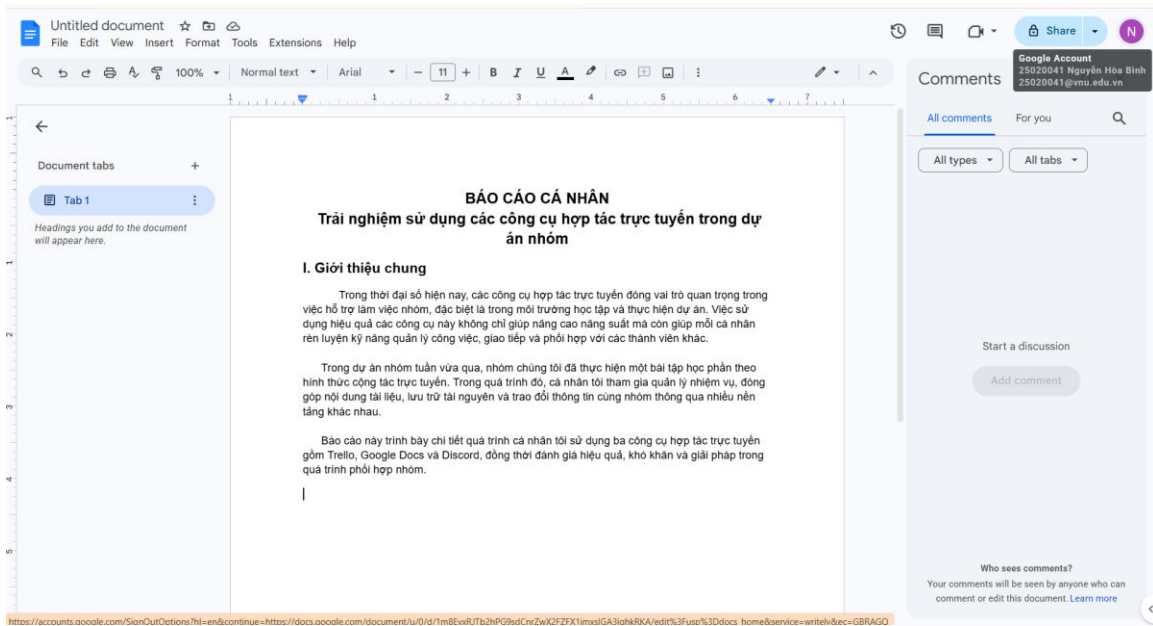 Untitled document
File Edit View Insert Format Tools Extensions Help
Share
N
Google Account
25020041 Nguyễn Hòa Bình
25020041@vnu.edu.vn
100% Normal text Arial 11 B I U A
Comments
All comments For you
All types All tabs
1 1 2 3 4 5 6 7
Document tabs
Tab 1
Headings you add to the document
will appear here.
BÁO CÁO CÁ NHÂN
Trải nghiệm sử dụng các công cụ hợp tác trực tuyến trong dự
án nhóm
I. Giới thiệu chung
Trong thời đại số hiện nay, các công cụ hợp tác trực tuyến đóng vai trò quan trọng trong
việc hỗ trợ làm việc nhóm, đặc biệt là trong môi trường học tập và thực hiện dự án. Việc sử
dụng hiệu quả các công cụ này không chỉ giúp nâng cao năng suất mà còn giúp mỗi cá nhân
rèn luyện kỹ năng quản lý công việc, giao tiếp và phối hợp với các thành viên khác.
Trong dự án nhóm tuần vừa qua, nhóm chúng tôi đã thực hiện một bài tập học phần theo
hình thức cộng tác trực tuyến. Trong quá trình đó, cá nhân tôi tham gia quản lý nhiệm vụ, đóng
góp nội dung tài liệu, lưu trữ tài nguyên và trao đổi thông tin cùng nhóm thông qua nhiều nền
tảng khác nhau.
Báo cáo này trình bày chi tiết quá trình cá nhân tôi sử dụng ba công cụ hợp tác trực tuyến
gồm Trello, Google Docs và Discord, đồng thời đánh giá hiệu quả, khó khăn và giải pháp trong
quá trình phối hợp nhóm.
1
1
2
3
4
5
Start a discussion
Add comment
Who sees comments?
Your comments will be seen by anyone who can
comment or edit this document. Learn more